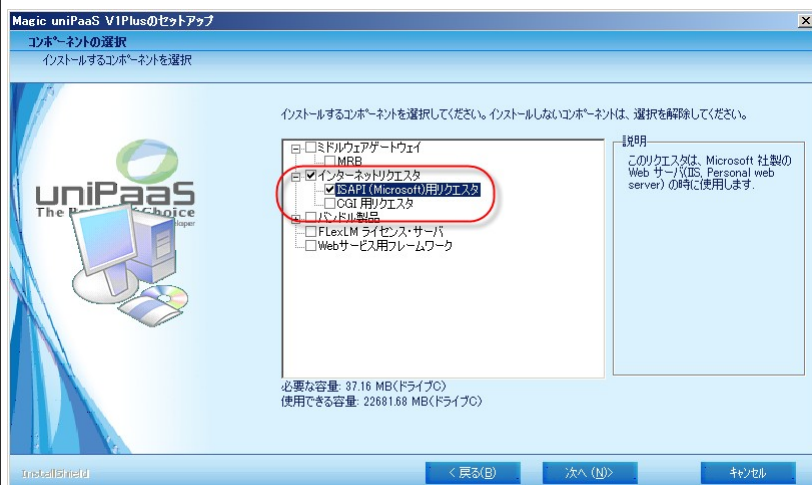 Magic uniPaaS V1Plusのセットアップ
コンポーネントの選択
インストールするコンポーネントを選択
インストールするコンポーネントを選択してください。インストールしないコンポーネントは、選択を解除してください。
ミドルウェアゲートウェイ
MRB
インターネットリクエスタ
ISAPI (Microsoft)用リクエスタ
CGI 用リクエスタ
バンドル製品
FLexLM ライセンス・サーバ
Webサービス用フレームワーク
説明
このリクエスタは、Microsoft 社製の
Web サーバ(IIS, Personal web
server) の時に使用します.
uniPaaS
The P Choice
eloper
必要な容量: 37.16 MB(ドライブC)
使用できる容量: 22681.68 MB(ドライブC)
InstallShield
< 戻る(B)
次へ (N)>
キャンセル